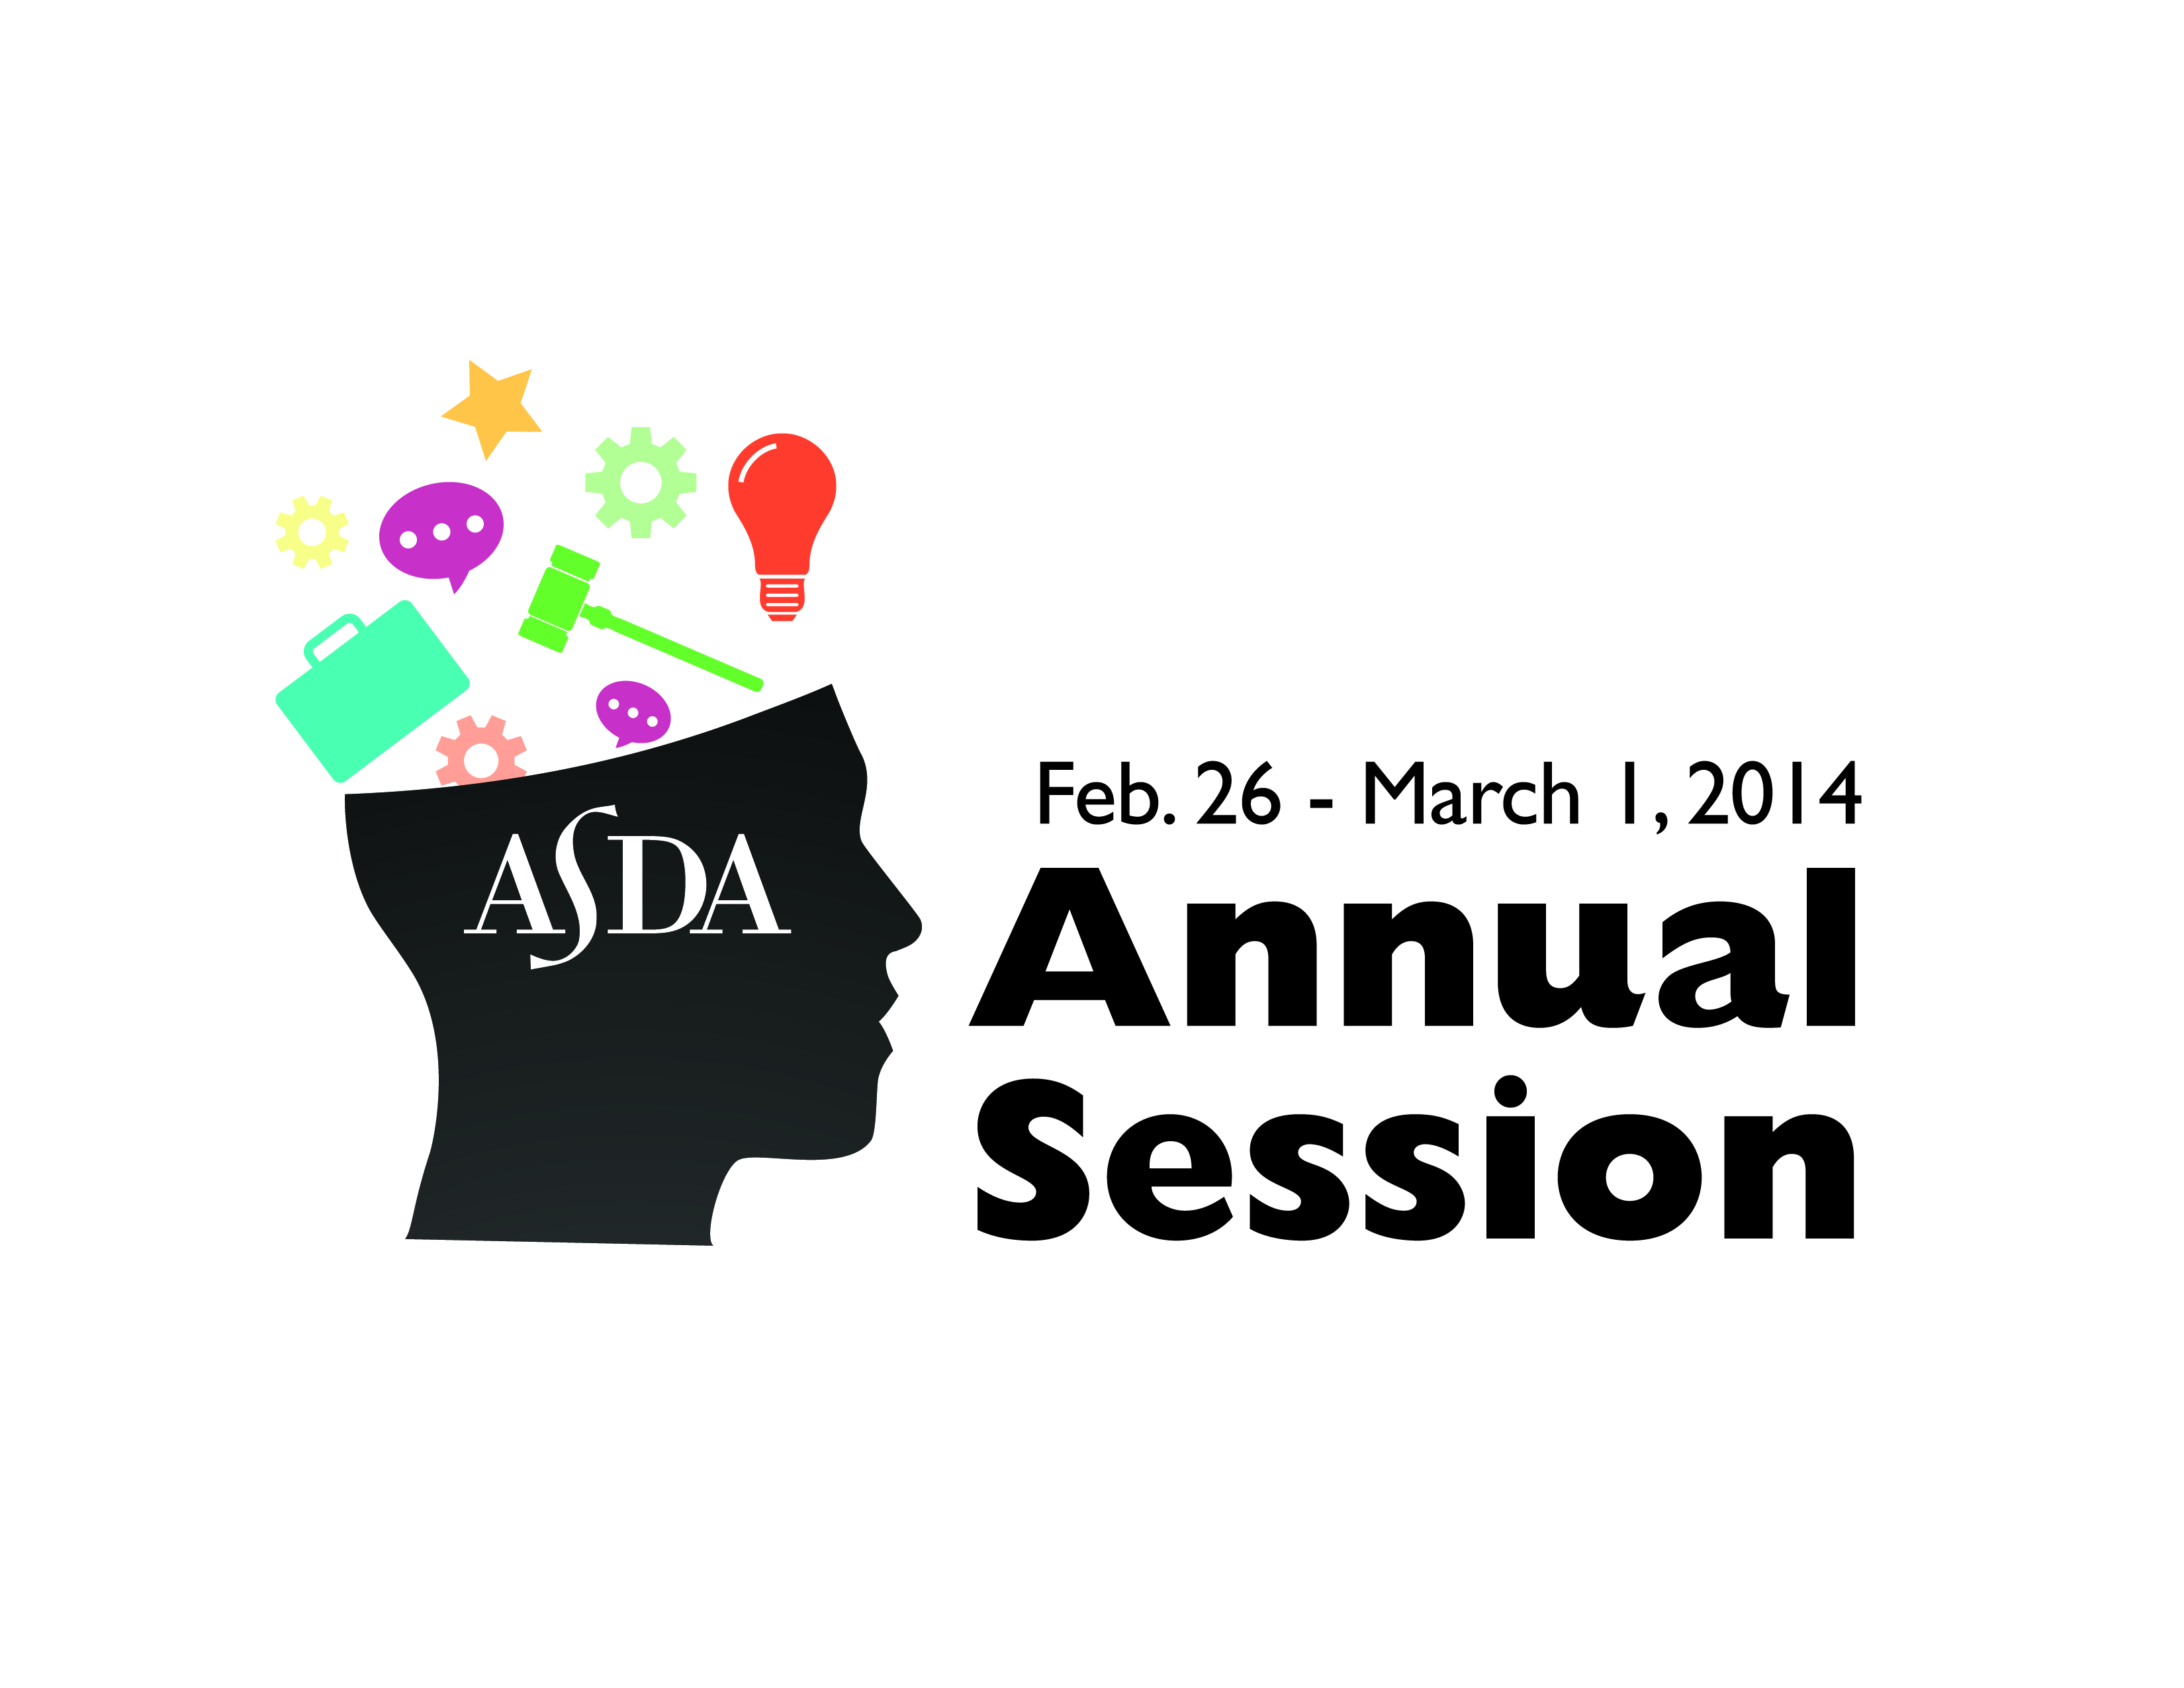 ASDA
Feb. 26 - March 1, 2014
Annual
Session